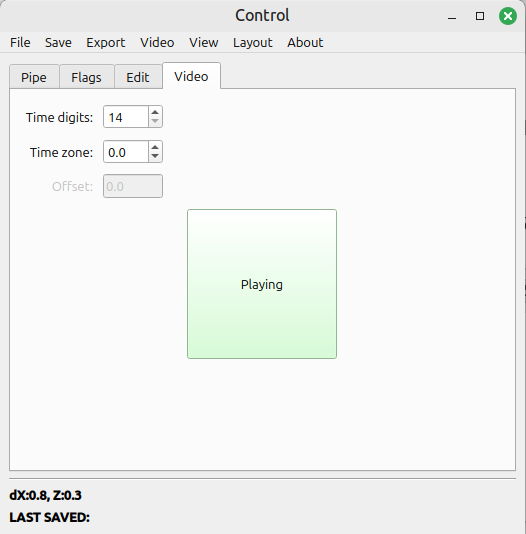 Control
File Save Export Video View Layout About
Pipe Flags Edit Video
Time digits: 14
Time zone: 0.0
Offset: 0.0
Playing
dX:0.8, Z:0.3
LAST SAVED: